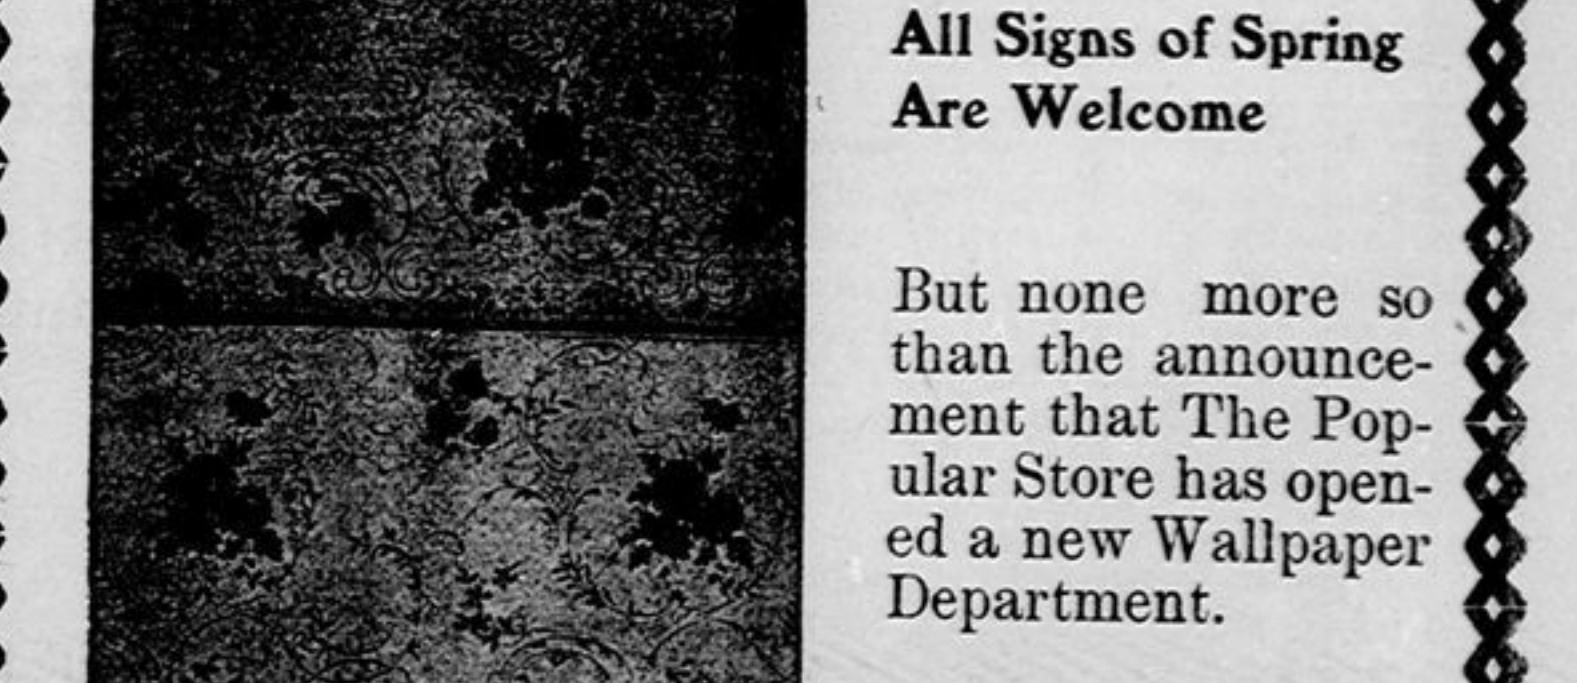 All Signs of Spring
Are Welcome
But none more so
than the announce-
ment that The Pop-
ular Store has open-
ed a new Wallpaper
Department.